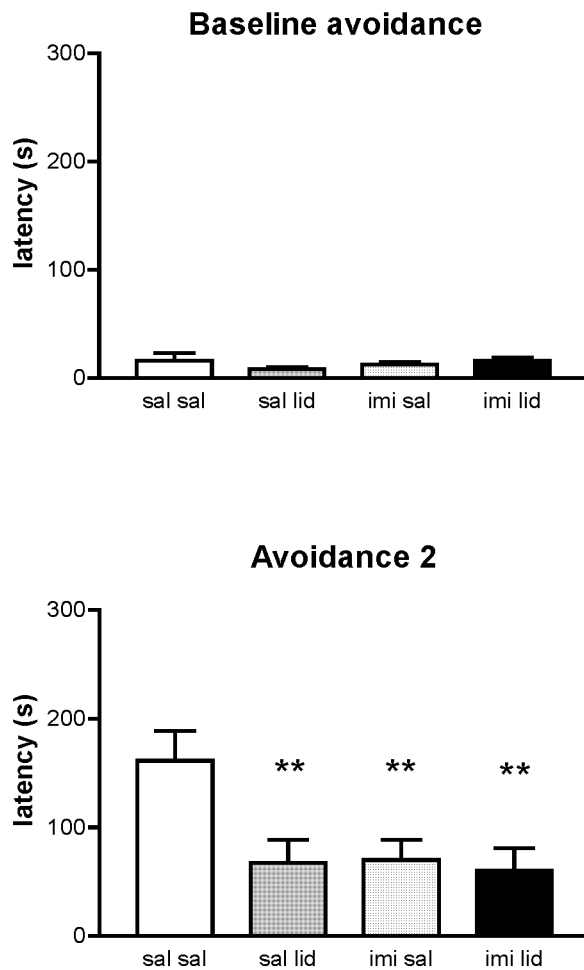 Baseline avoidance
300
200
100
0
latency (s)
sal sal sal lid imi sal imi lid
Avoidance 2
300
200
100
0
latency (s)
** ** **
sal sal sal lid imi sal imi lid